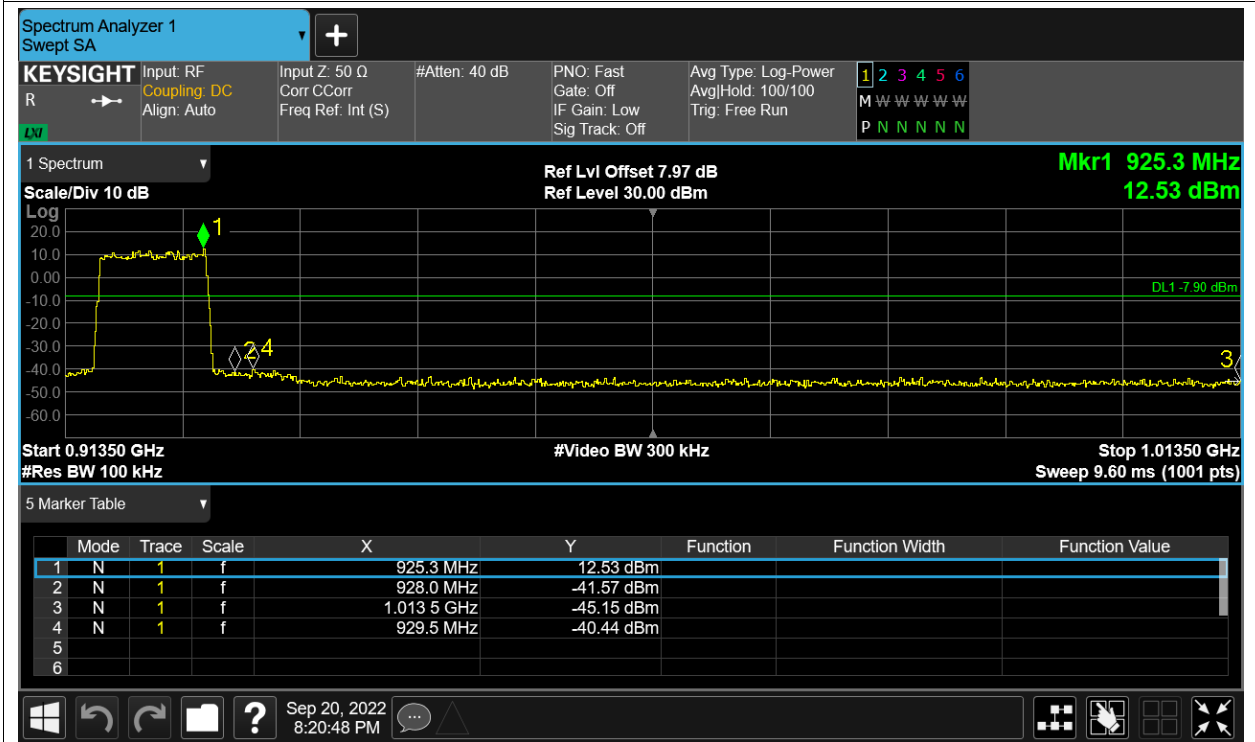 Spectrum Analyzer 1
Swept SA
+
KEYSIGHT
R
LXI
Input: RF
Coupling: DC
Align: Auto
Input Z: 50 Ω
Corr CCorr
Freq Ref: Int (S)
#Atten: 40 dB
PNO: Fast
Gate: Off
IF Gain: Low
Sig Track: Off
Avg Type: Log-Power
Avg|Hold: 100/100
Trig: Free Run
1 2 3 4 5 6
M W W W W W
P N N N N N
1 Spectrum
Scale/Div 10 dB
Ref Lvl Offset 7.97 dB
Ref Level 30.00 dBm
Mkr1 925.3 MHz
12.53 dBm
Log
20.0
10.0
0.00
-10.0
-20.0
-30.0
-40.0
-50.0
-60.0
1
DL1 -7.90 dBm
2 4
3
Start 0.91350 GHz
#Res BW 100 kHz
#Video BW 300 kHz
Stop 1.01350 GHz
Sweep 9.60 ms (1001 pts)
5 Marker Table
Mode Trace Scale X Y Function Function Width Function Value
1 N 1 f 925.3 MHz 12.53 dBm
2 N 1 f 928.0 MHz -41.57 dBm
3 N 1 f 1.013 5 GHz -45.15 dBm
4 N 1 f 929.5 MHz -40.44 dBm
5
6
?
Sep 20, 2022
8:20:48 PM